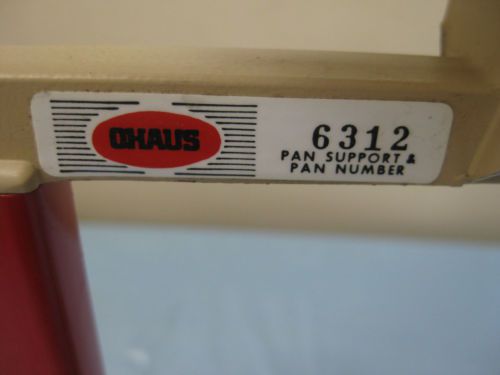 OHAUS
6312
PAN SUPPORT &
PAN NUMBER